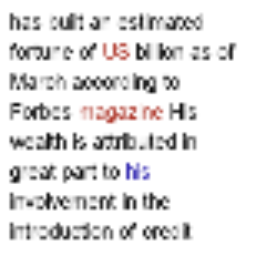 has built an estimated
fortune of US billion as of
March according to
Forbes magazine His
wealth is attributed in
great part to his
involvement in the
introduction of credit